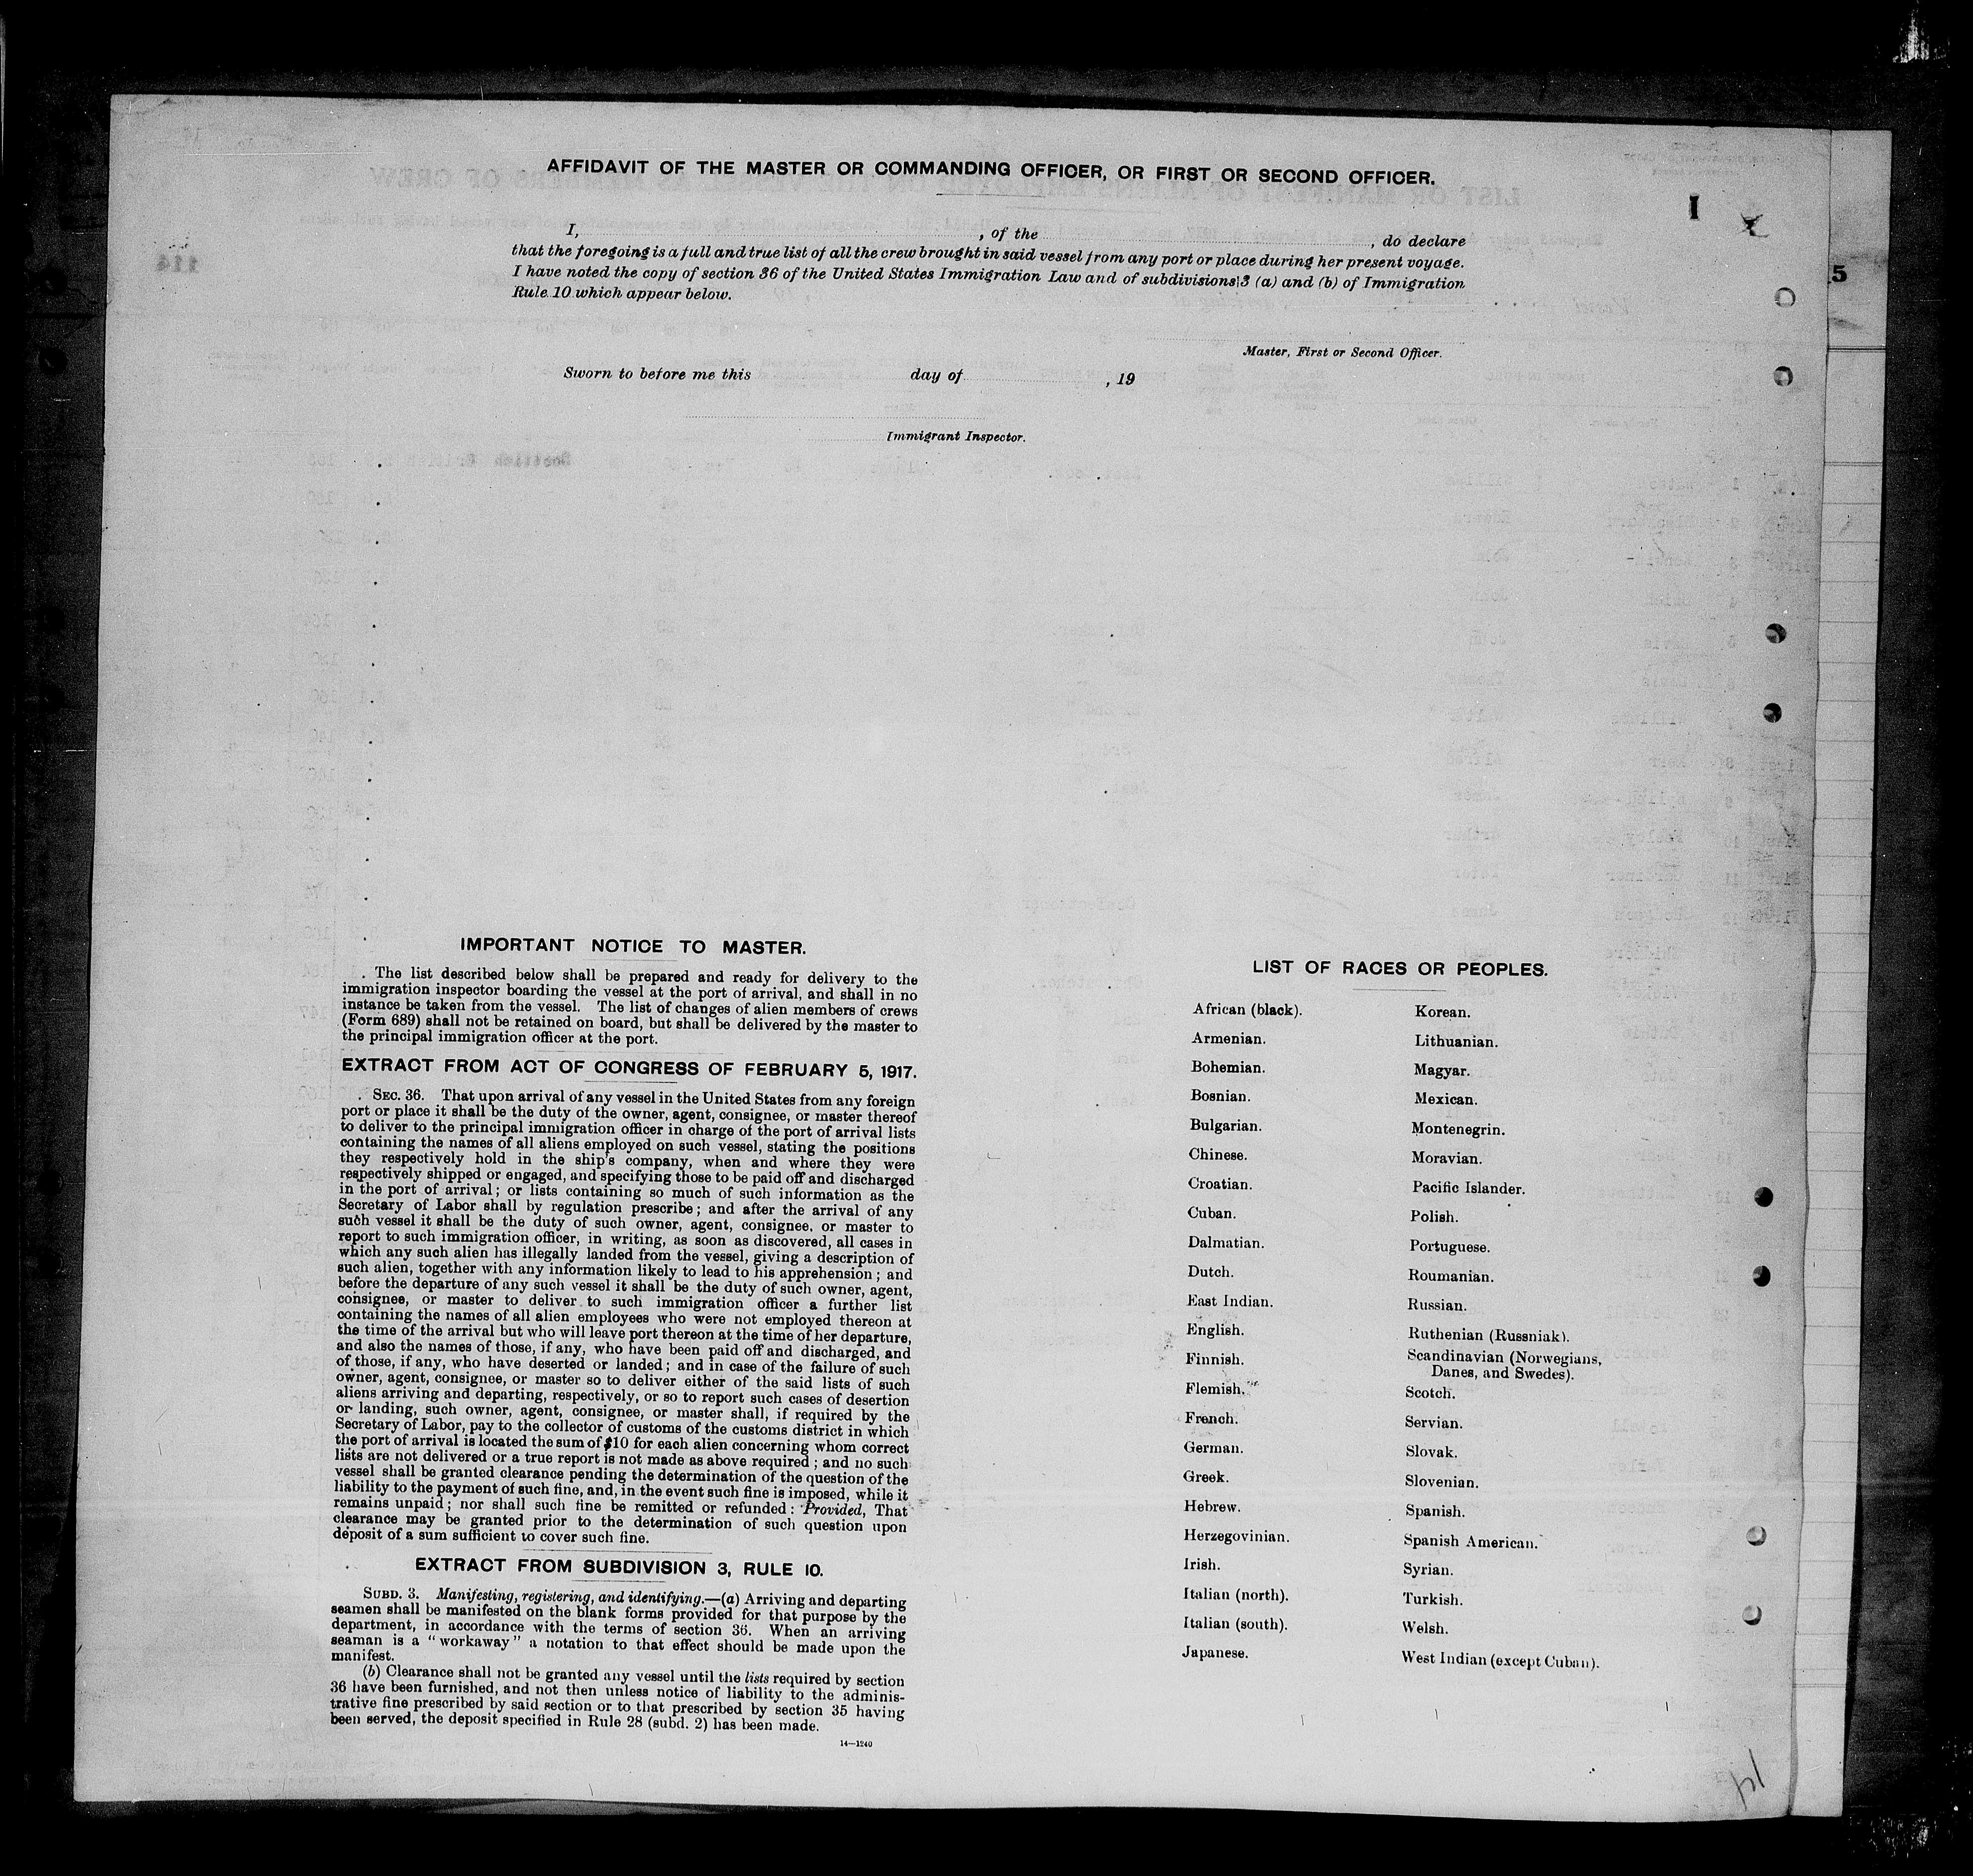 AFFIDAVIT OF THE MASTER OR COMMANDING OFFICER, OR FIRST OR SECOND OFFICER.
I, , of the , do declare
that the foregoing is a full and true list of all the crew brought in said vessel from any port or place during her present voyage.
I have noted the copy of section 36 of the United States Immigration Law and of subdivisions 3 (a) and (b) of Immigration
Rule 10 which appear below.
Master, First or Second Officer.
Sworn to before me this day of , 19
Immigrant Inspector.
I
5
114
IMPORTANT NOTICE TO MASTER.
The list described below shall be prepared and ready for delivery to the
immigration inspector boarding the vessel at the port of arrival, and shall in no
instance be taken from the vessel. The list of changes of alien members of crews
(Form 689) shall not be retained on board, but shall be delivered by the master to
the principal immigration officer at the port.
EXTRACT FROM ACT OF CONGRESS OF FEBRUARY 5, 1917.
SEC. 36. That upon arrival of any vessel in the United States from any foreign
port or place it shall be the duty of the owner, agent, consignee, or master thereof
to deliver to the principal immigration officer in charge of the port of arrival lists
containing the names of all aliens employed on such vessel, stating the positions
they respectively hold in the ship's company, when and where they were
respectively shipped or engaged, and specifying those to be paid off and discharged
in the port of arrival; or lists containing so much of such information as the
Secretary of Labor shall by regulation prescribe; and after the arrival of any
such vessel it shall be the duty of such owner, agent, consignee, or master to
report to such immigration officer, in writing, as soon as discovered, all cases in
which any such alien has illegally landed from the vessel, giving a description of
such alien, together with any information likely to lead to his apprehension; and
before the departure of any such vessel it shall be the duty of such owner, agent,
consignee, or master to deliver to such immigration officer a further list
containing the names of all alien employees who were not employed thereon at
the time of the arrival but who will leave port thereon at the time of her departure,
and also the names of those, if any, who have been paid off and discharged, and
of those, if any, who have deserted or landed; and in case of the failure of such
owner, agent, consignee, or master so to deliver either of the said lists of such
aliens arriving and departing, respectively, or so to report such cases of desertion
or landing, such owner, agent, consignee, or master shall, if required by the
Secretary of Labor, pay to the collector of customs of the customs district in which
the port of arrival is located the sum of $10 for each alien concerning whom correct
lists are not delivered or a true report is not made as above required; and no such
vessel shall be granted clearance pending the determination of the question of the
liability to the payment of such fine, and, in the event such fine is imposed, while it
remains unpaid; nor shall such fine be remitted or refunded: Provided, That
clearance may be granted prior to the determination of such question upon
deposit of a sum sufficient to cover such fine.
EXTRACT FROM SUBDIVISION 3, RULE 10.
SUBD. 3. Manifesting, registering, and identifying.—(a) Arriving and departing
seamen shall be manifested on the blank forms provided for that purpose by the
department, in accordance with the terms of section 36. When an arriving
seaman is a "workaway" a notation to that effect should be made upon the
manifest.
(b) Clearance shall not be granted any vessel until the lists required by section
36 have been furnished, and not then unless notice of liability to the adminis-
trative fine prescribed by said section or to that prescribed by section 35 having
been served, the deposit specified in Rule 28 (subd. 2) has been made.
14—1240
LIST OF RACES OR PEOPLES.
African (black).
Armenian.
Bohemian.
Bosnian.
Bulgarian.
Chinese.
Croatian.
Cuban.
Dalmatian.
Dutch.
East Indian.
English.
Finnish.
Flemish.
French.
German.
Greek.
Hebrew.
Herzegovinian.
Irish.
Italian (north).
Italian (south).
Japanese.
Korean.
Lithuanian.
Magyar.
Mexican.
Montenegrin.
Moravian.
Pacific Islander.
Polish.
Portuguese.
Roumanian.
Russian.
Ruthenian (Russniak).
Scandinavian (Norwegians,
Danes, and Swedes).
Scotch.
Servian.
Slovak.
Slovenian.
Spanish.
Spanish American.
Syrian.
Turkish.
Welsh.
West Indian (except Cuban).
14